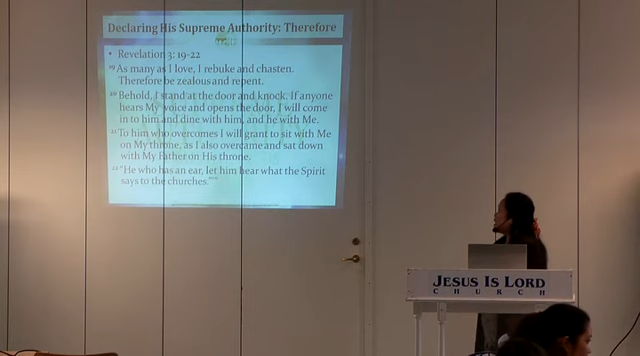 Declaring His Supreme Authority: Therefore
• Revelation 3: 19-22
19 As many as I love, I rebuke and chasten.
Therefore be zealous and repent.
20 Behold, I stand at the door and knock. If anyone
hears My voice and opens the door, I will come
in to him and dine with him, and he with Me.
21 To him who overcomes I will grant to sit with Me
on My throne, as I also overcame and sat down
with My Father on His throne.
22 "He who has an ear, let him hear what the Spirit
says to the churches."'"
JESUS IS LORD
CHURCH